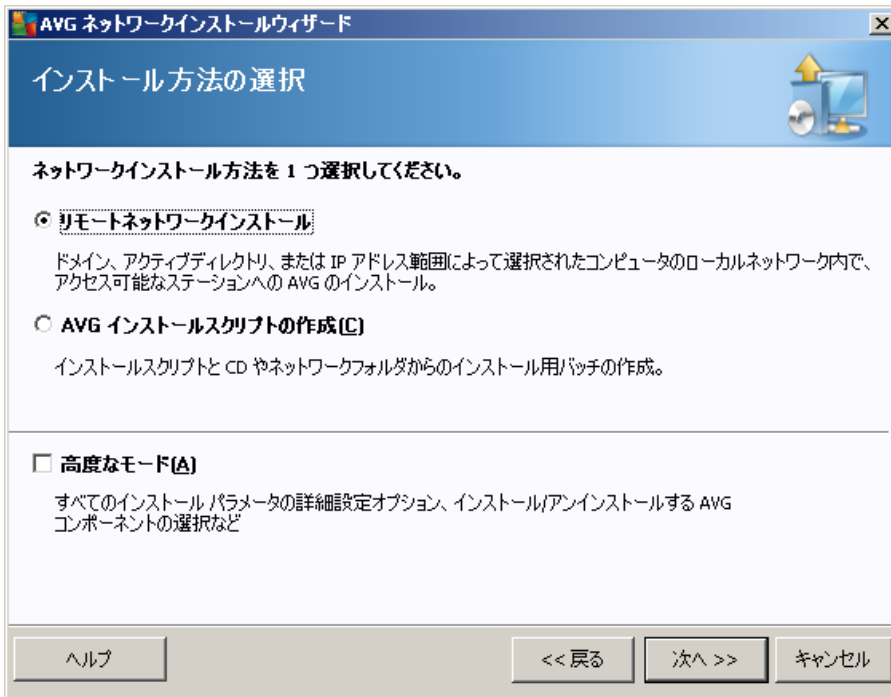 AVG ネットワークインストールウィザード
インストール方法の選択
ネットワークインストール方法を 1 つ選択してください。
リモートネットワークインストール
ドメイン、アクティブディレクトリ、または IP アドレス範囲によって選択されたコンピュータのローカルネットワーク内で、
アクセス可能なステーションへの AVG のインストール。
AVG インストールスクリプトの作成(C)
インストールスクリプトと CD やネットワークフォルダからのインストール用バッチの作成。
高度なモード(A)
すべてのインストール パラメータの詳細設定オプション、インストール/アンインストールする AVG
コンポーネントの選択など
ヘルプ
<< 戻る
次へ >>
キャンセル